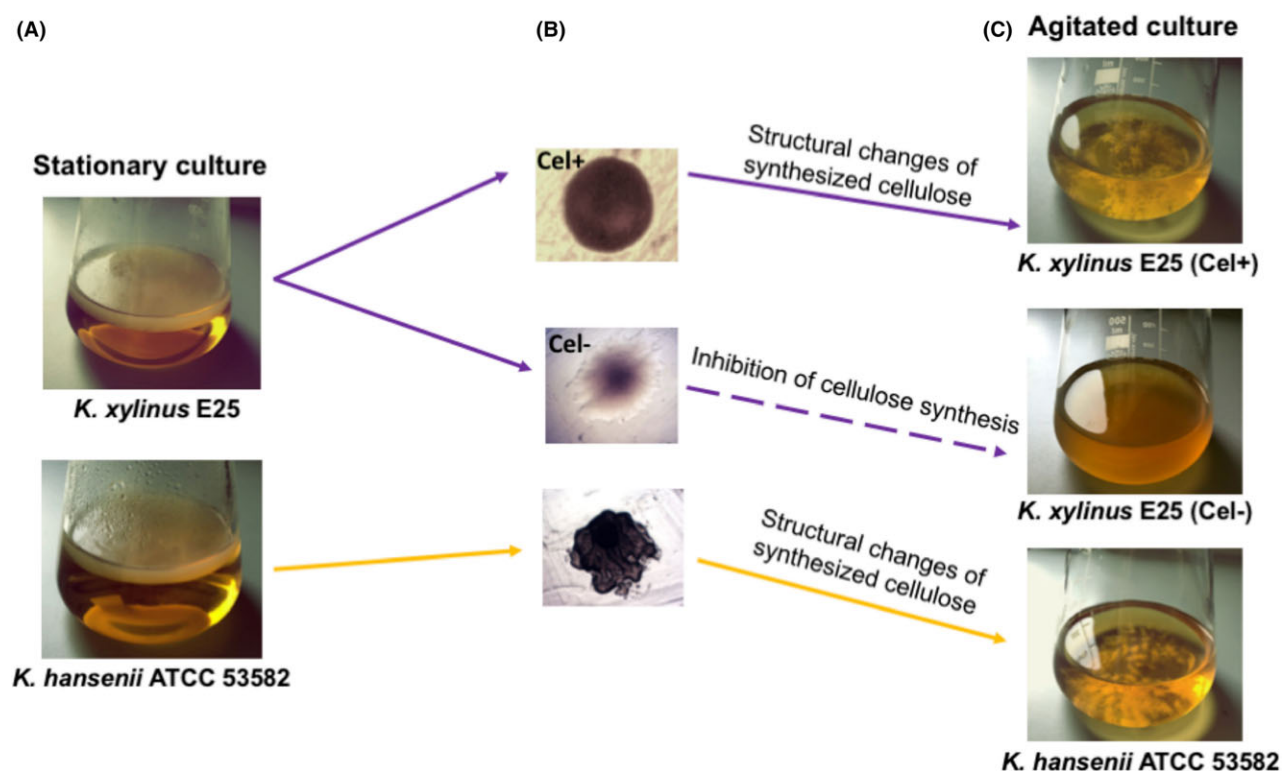 (A)
(B)
(C) Agitated culture
Stationary culture
K. xylinus E25
K. hansenii ATCC 53582
Cel+
Cel-
Structural changes of
synthesized cellulose
Inhibition of cellulose synthesis
Structural changes of
synthesized cellulose
K. xylinus E25 (Cel+)
500
K. xylinus E25 (Cel-)
K. hansenii ATCC 53582